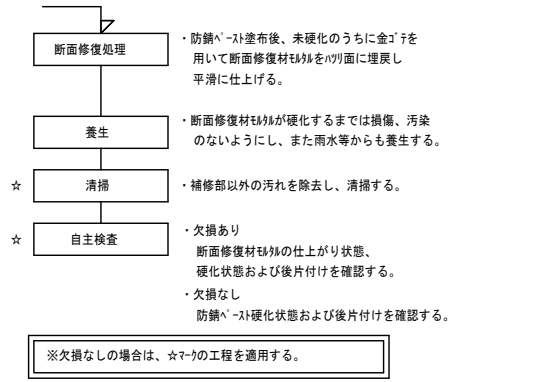 断面修復処理
・防錆ﾍﾟｰｽﾄ塗布後、未硬化のうちに金ｺﾞﾃを
用いて断面修復材ﾓﾙﾀﾙをﾊﾂﾘ面に埋戻し
平滑に仕上げる。
養生
・断面修復材ﾓﾙﾀﾙが硬化するまでは損傷、汚染
のないようにし、また雨水等からも養生する。
☆ 清掃
・補修部以外の汚れを除去し、清掃する。
☆ 自主検査
・欠損あり
断面修復材ﾓﾙﾀﾙの仕上がり状態、
硬化状態および後片付けを確認する。
・欠損なし
防錆ﾍﾟｰｽﾄ硬化状態および後片付けを確認する。
※欠損なしの場合は、☆ﾏｰｸの工程を適用する。